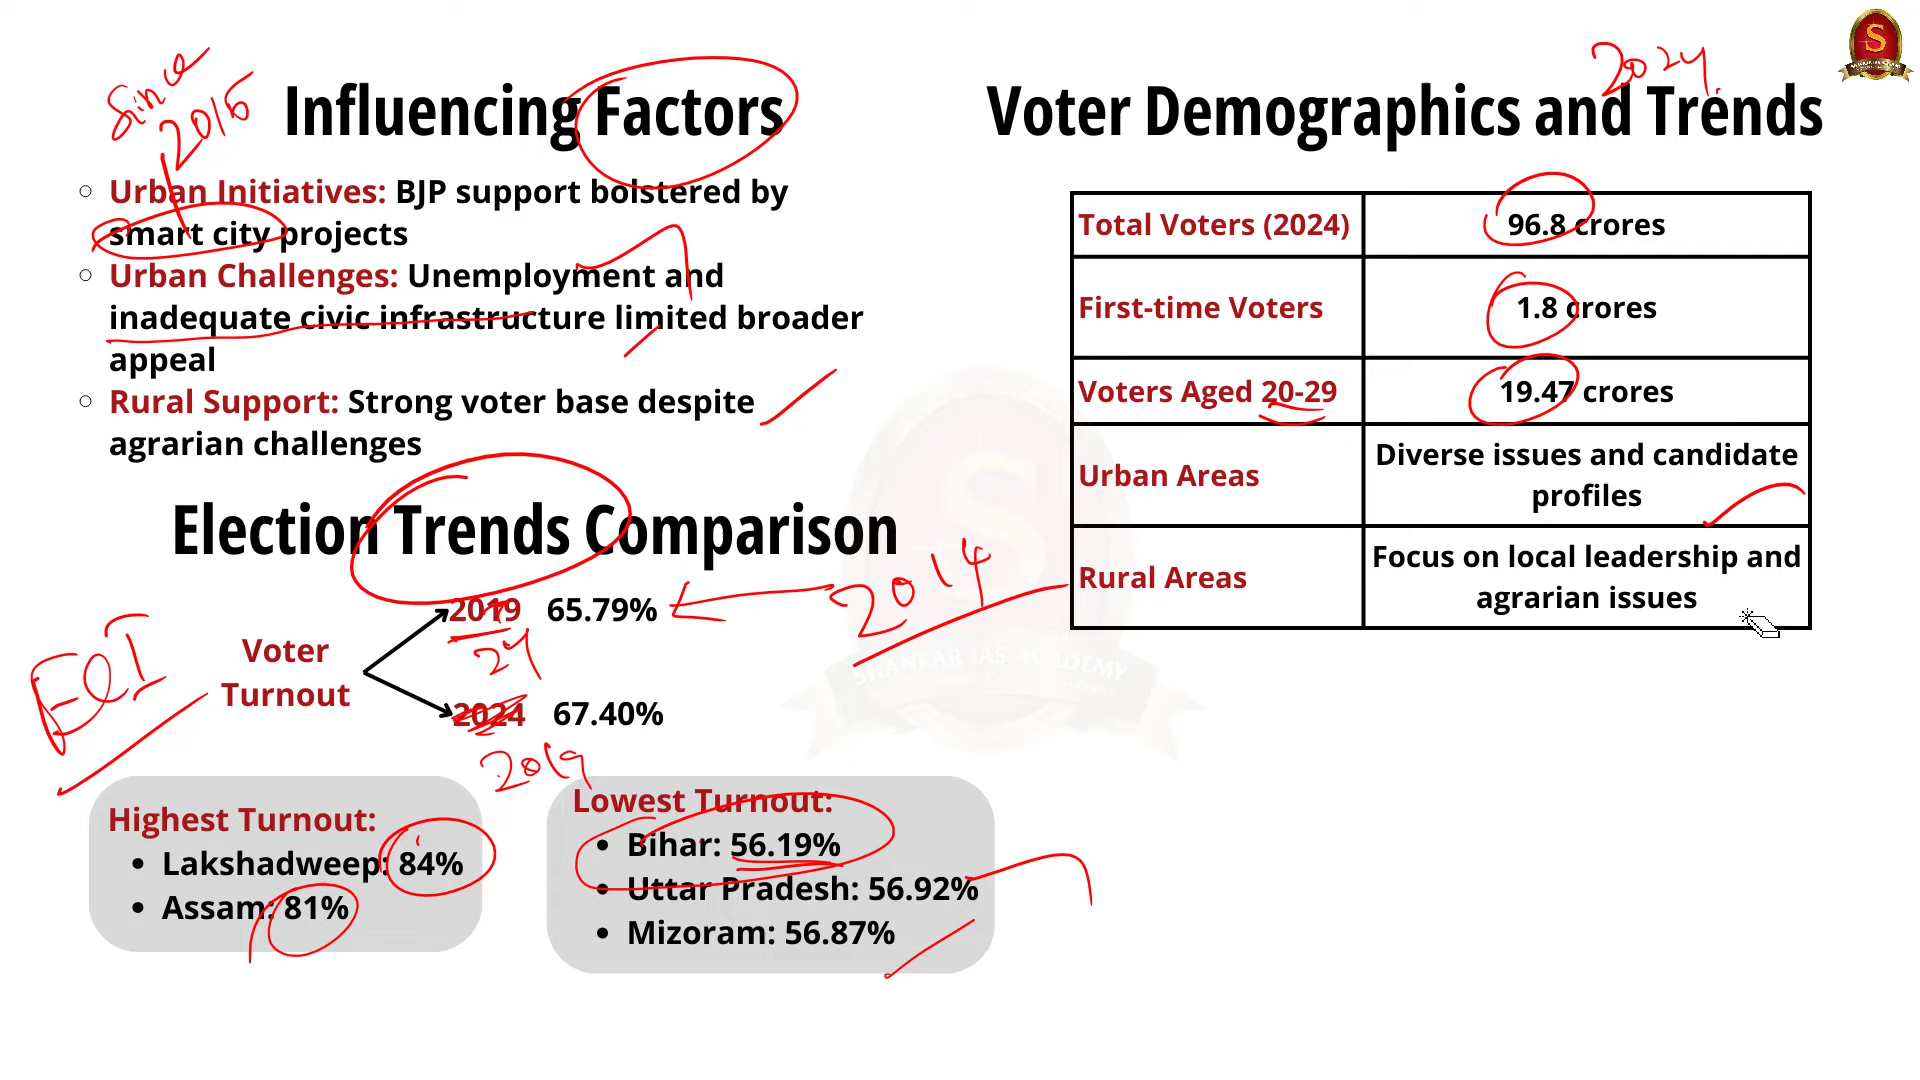 Since
2015
Influencing Factors
Urban Initiatives: BJP support bolstered by
smart city projects
Urban Challenges: Unemployment and
inadequate civic infrastructure limited broader
appeal
Rural Support: Strong voter base despite
agrarian challenges
Election Trends Comparison
2014
ECI
Voter
Turnout
2019 65.79%
24
2024 67.40%
2019
Highest Turnout:
• Lakshadweep: 84%
• Assam: 81%
Lowest Turnout:
• Bihar: 56.19%
• Uttar Pradesh: 56.92%
• Mizoram: 56.87%
2024
Voter Demographics and Trends
Total Voters (2024) 96.8 crores
First-time Voters 1.8 crores
Voters Aged 20-29 19.47 crores
Urban Areas Diverse issues and candidate
profiles
Rural Areas Focus on local leadership and
agrarian issues
S
SHANKAR IAS ACADEMY